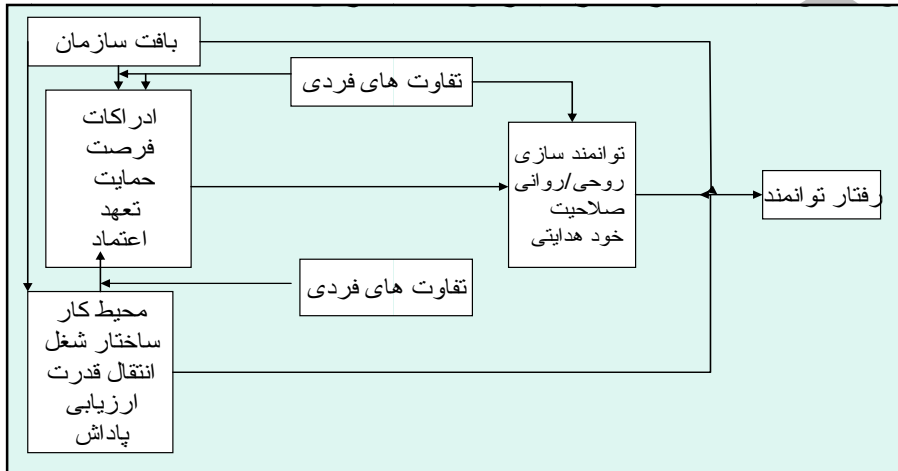 بافت سازمان
تفاوت های فردی
ادراکات
فرصت
حمایت
تعهد
اعتماد
توانمند سازی
روحی/روانی
صلاحیت
خود هدایتی
رفتار توانمند
تفاوت های فردی
محیط کار
ساختار شغل
انتقال قدرت
ارزیابی
پاداش